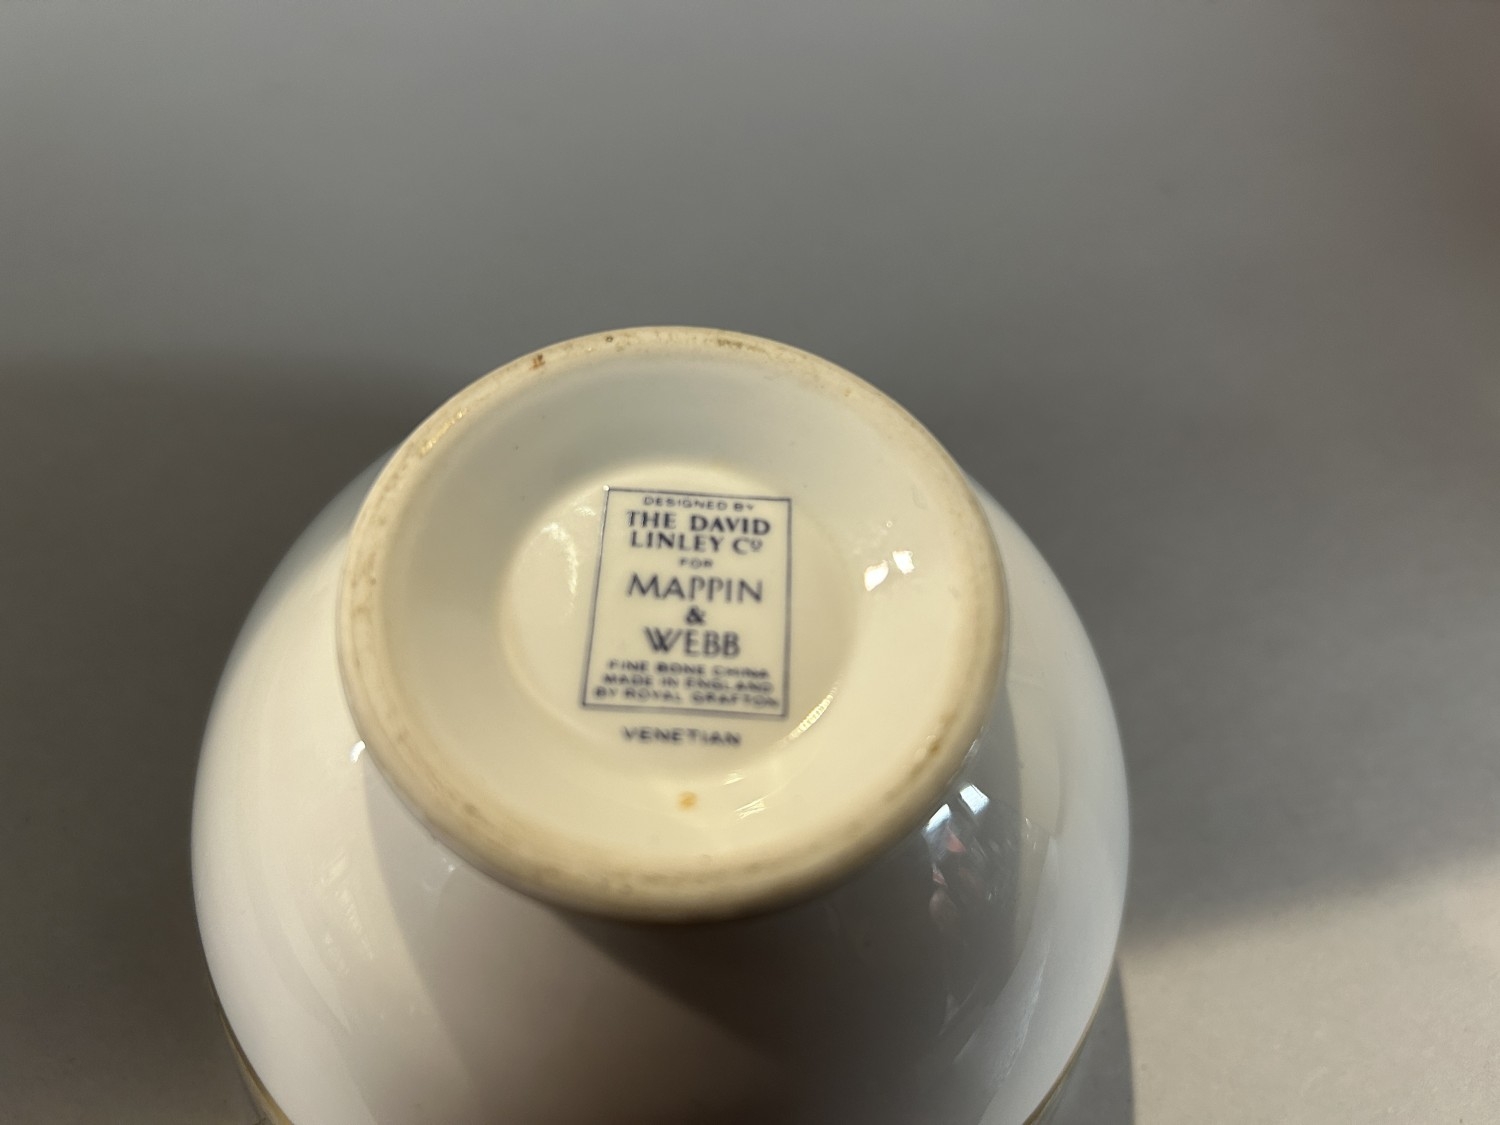 DESIGNED BY
THE DAVID
LINLEY Cº
FOR
MAPPIN
&
WEBB
FINE BONE CHINA
MADE IN ENGLAND
BY ROYAL GRAFTON
VENETIAN